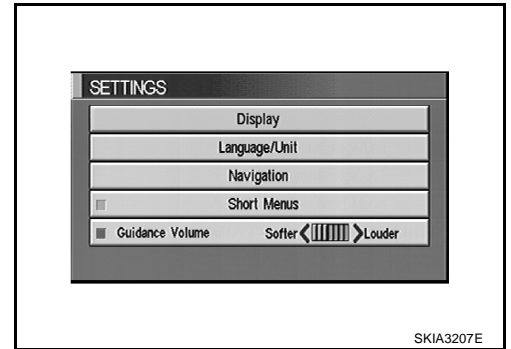 SETTINGS
Display
Language/Unit
Navigation
Short Menus
Guidance Volume Softer Louder
SKIA3207E